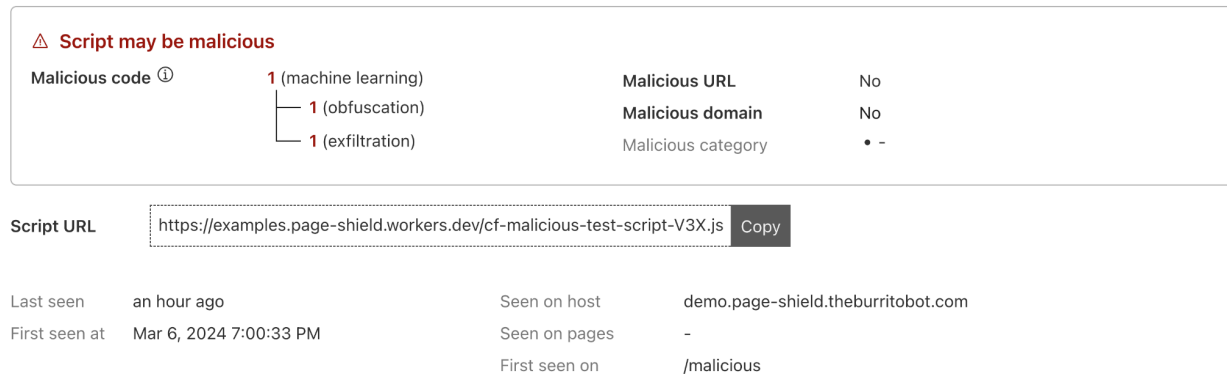 Script may be malicious
Malicious code 1 (machine learning)
1 (obfuscation)
1 (exfiltration)
Malicious URL No
Malicious domain No
Malicious category • -
Script URL https://examples.page-shield.workers.dev/cf-malicious-test-script-V3X.js Copy
Last seen an hour ago
First seen at Mar 6, 2024 7:00:33 PM
Seen on host demo.page-shield.theburritobot.com
Seen on pages -
First seen on /malicious